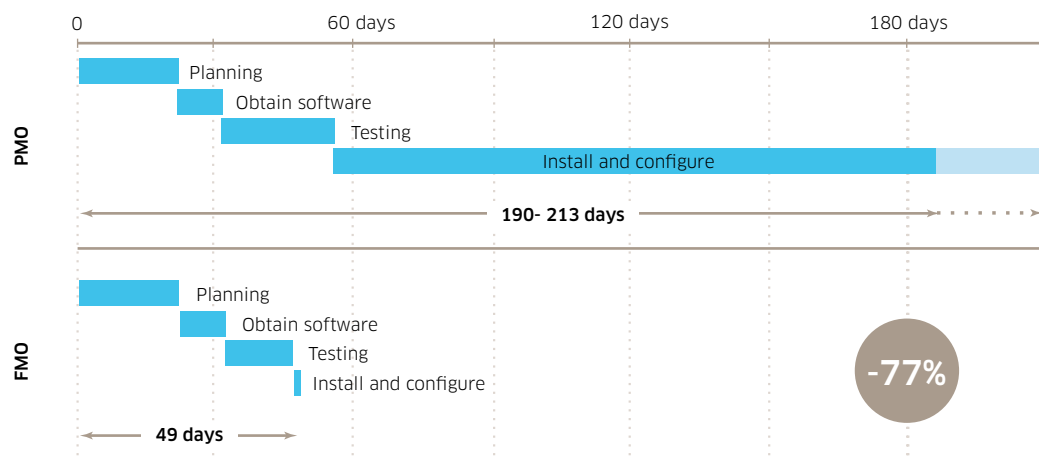 0
60 days
120 days
180 days
PMO
Planning
Obtain software
Testing
Install and configure
190- 213 days
FMO
Planning
Obtain software
Testing
Install and configure
49 days
-77%